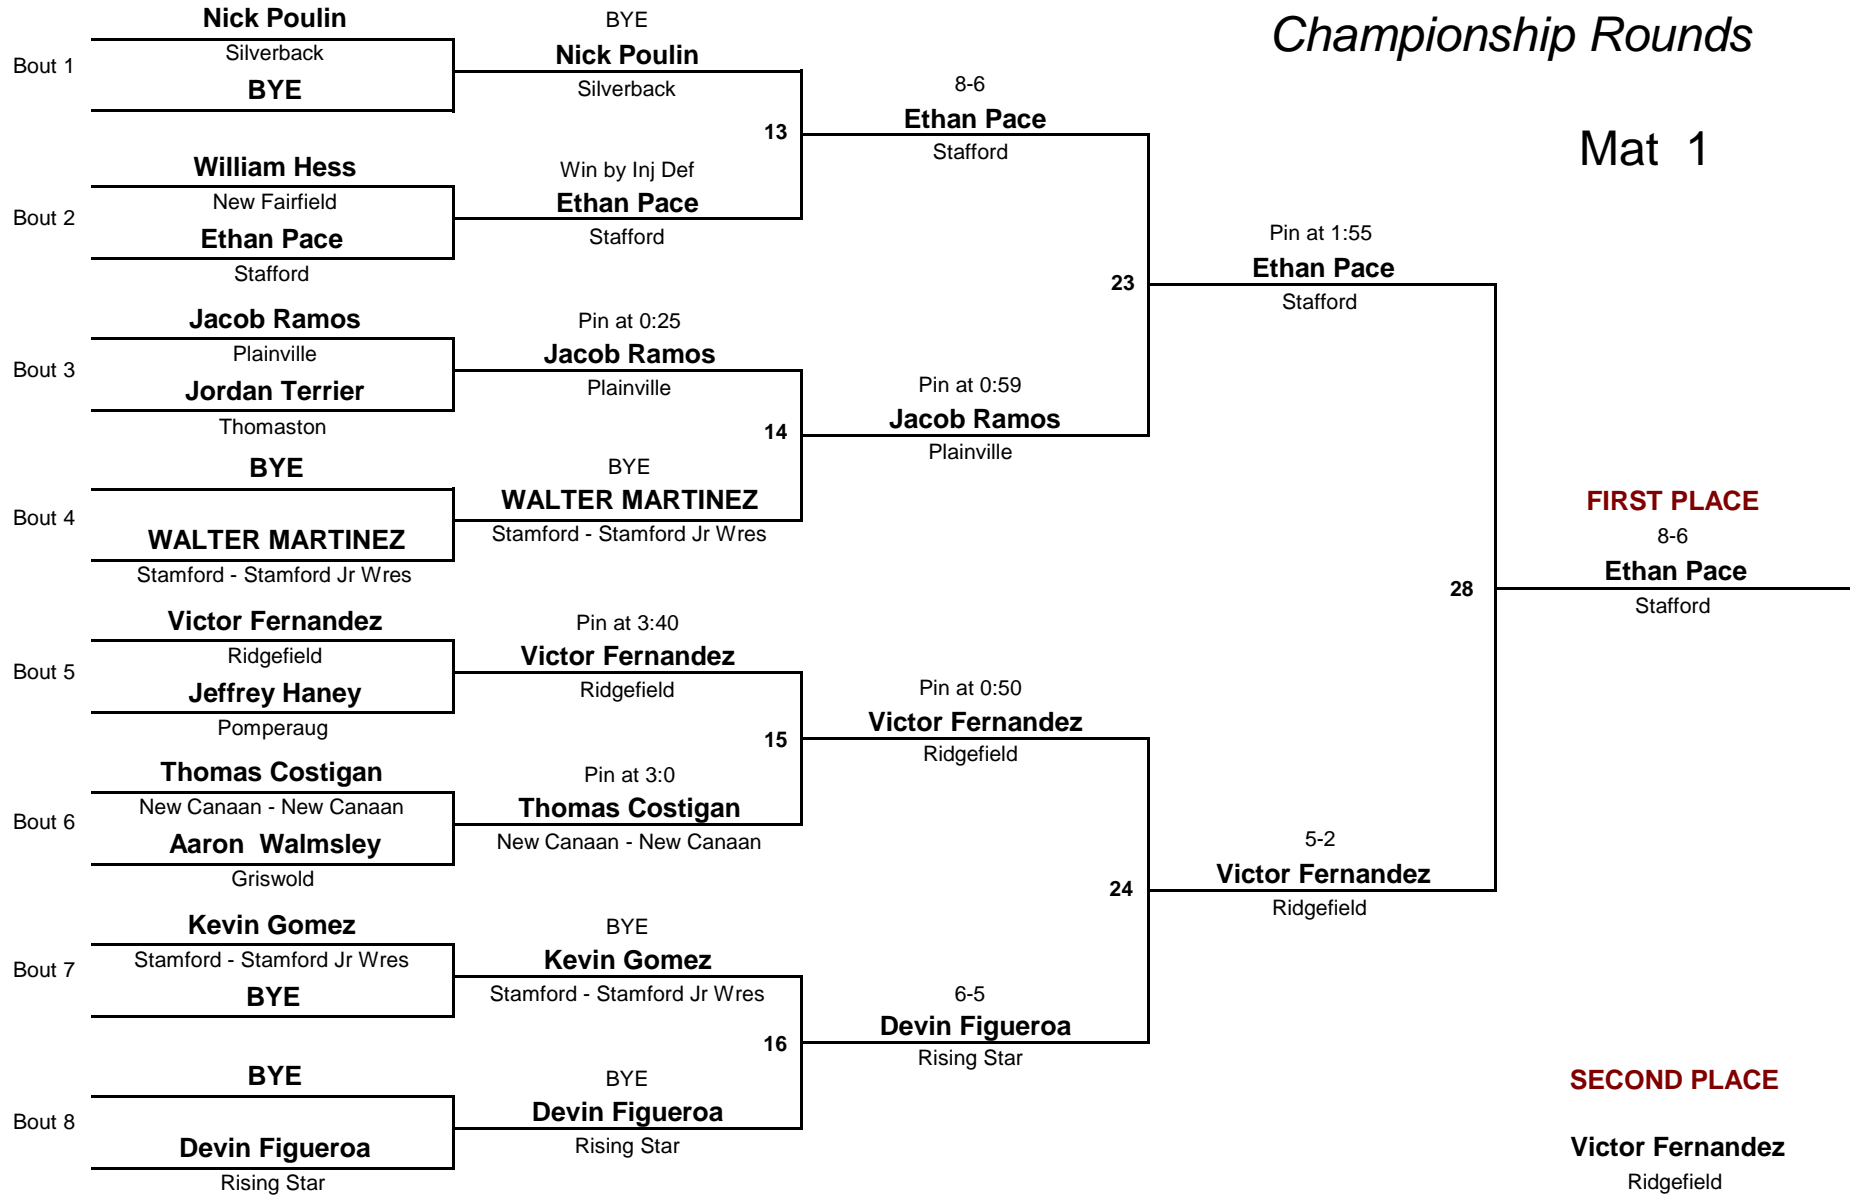 Championship Rounds
Mat 1
Bout 1
Nick Poulin
Silverback
BYE
Bout 2
William Hess
New Fairfield
Ethan Pace
Stafford
Bout 3
Jacob Ramos
Plainville
Jordan Terrier
Thomaston
Bout 4
BYE
WALTER MARTINEZ
Stamford - Stamford Jr Wres
Bout 5
Victor Fernandez
Ridgefield
Jeffrey Haney
Pomperaug
Bout 6
Thomas Costigan
New Canaan - New Canaan
Aaron  Walmsley
Griswold
Bout 7
Kevin Gomez
Stamford - Stamford Jr Wres
BYE
Bout 8
BYE
Devin Figueroa
Rising Star
BYE
Nick Poulin
Silverback
13
Win by Inj Def
Ethan Pace
Stafford
Pin at 0:25
Jacob Ramos
Plainville
14
BYE
WALTER MARTINEZ
Stamford - Stamford Jr Wres
Pin at 3:40
Victor Fernandez
Ridgefield
15
Pin at 3:0
Thomas Costigan
New Canaan - New Canaan
BYE
Kevin Gomez
Stamford - Stamford Jr Wres
16
BYE
Devin Figueroa
Rising Star
8-6
Ethan Pace
Stafford
23
Pin at 0:59
Jacob Ramos
Plainville
Pin at 0:50
Victor Fernandez
Ridgefield
24
6-5
Devin Figueroa
Rising Star
Pin at 1:55
Ethan Pace
Stafford
28
5-2
Victor Fernandez
Ridgefield
FIRST PLACE
8-6
Ethan Pace
Stafford
SECOND PLACE
Victor Fernandez
Ridgefield